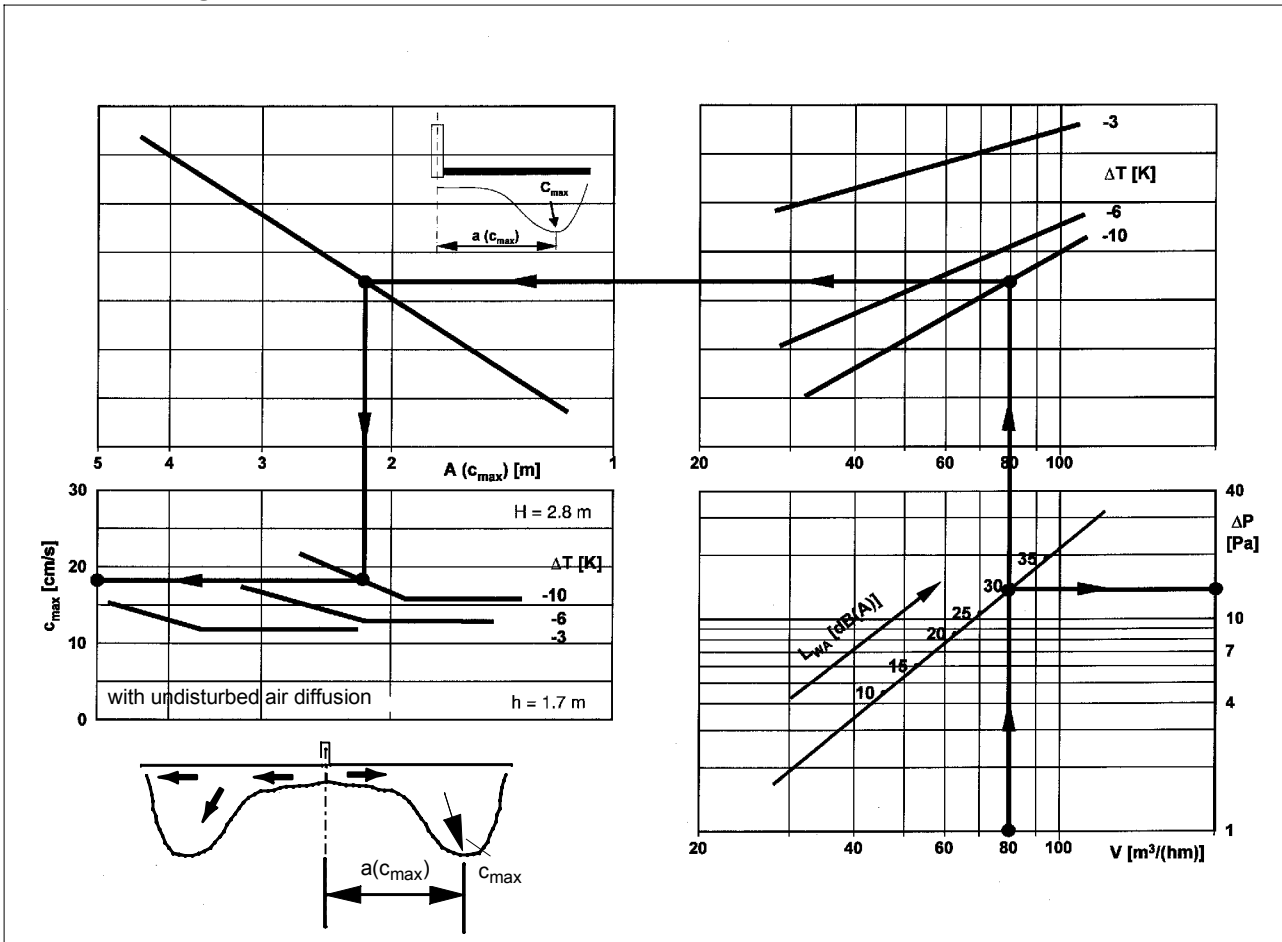 C_max
a (c_max)
5
4
3
2
1
A (c_max) [m]
-3
ΔT [K]
-6
-10
20
40
60
80
100
30
20
10
0
c_max [cm/s]
H = 2.8 m
ΔT [K]
-10
-6
-3
with undisturbed air diffusion
h = 1.7 m
40
ΔP
[Pa]
10
7
4
1
L_WA [dB(A)]
35
30
25
20
15
10
20
40
60
80
100
V [m³/(hm)]
a(c_max)
c_max